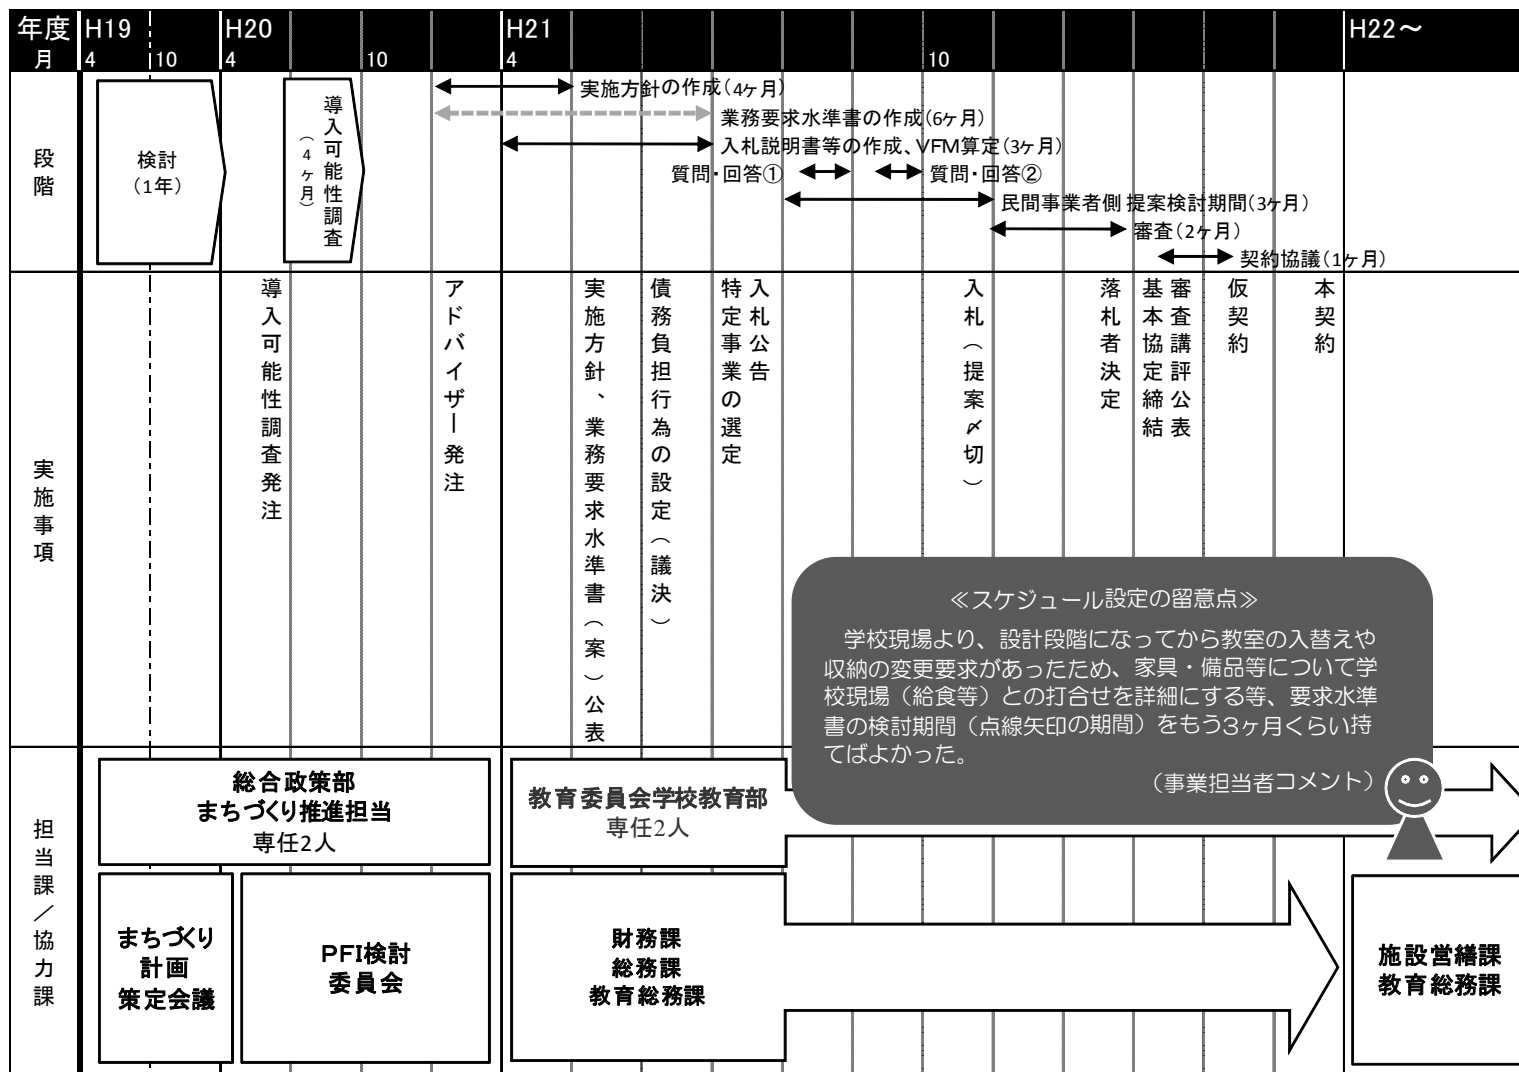 年度 H19 H20 H21 H22～
月 4 10 4 10 4 10
段階
検討
（1年）
導入可能性調査
（4ヶ月）
実施方針の作成（4ヶ月）
業務要求水準書の作成（6ヶ月）
入札説明書等の作成、VFM算定（3ヶ月）
質問・回答①
質問・回答②
民間事業者側 提案検討期間（3ヶ月）
審査（2ヶ月）
契約協議（1ヶ月）
実施事項
導入可能性調査発注
アドバイザー発注
実施方針、業務要求水準書（案）公表
債務負担行為の設定（議決）
特定事業の選定
入札公告
入札（提案〆切）
落札者決定
基本協定締結
審査講評公表
仮契約
本契約
≪スケジュール設定の留意点≫
学校現場より、設計段階になってから教室の入替えや
収納の変更要求があったため、家具・備品等について学
校現場（給食等）との打合せを詳細にする等、要求水準
書の検討期間（点線矢印の期間）をもう3ヶ月くらい持
てばよかった。
（事業担当者コメント）
担当課／協力課
総合政策部
まちづくり推進担当
専任2人
教育委員会学校教育部
専任2人
まちづくり
計画
策定会議
PFI検討
委員会
財務課
総務課
教育総務課
施設営繕課
教育総務課